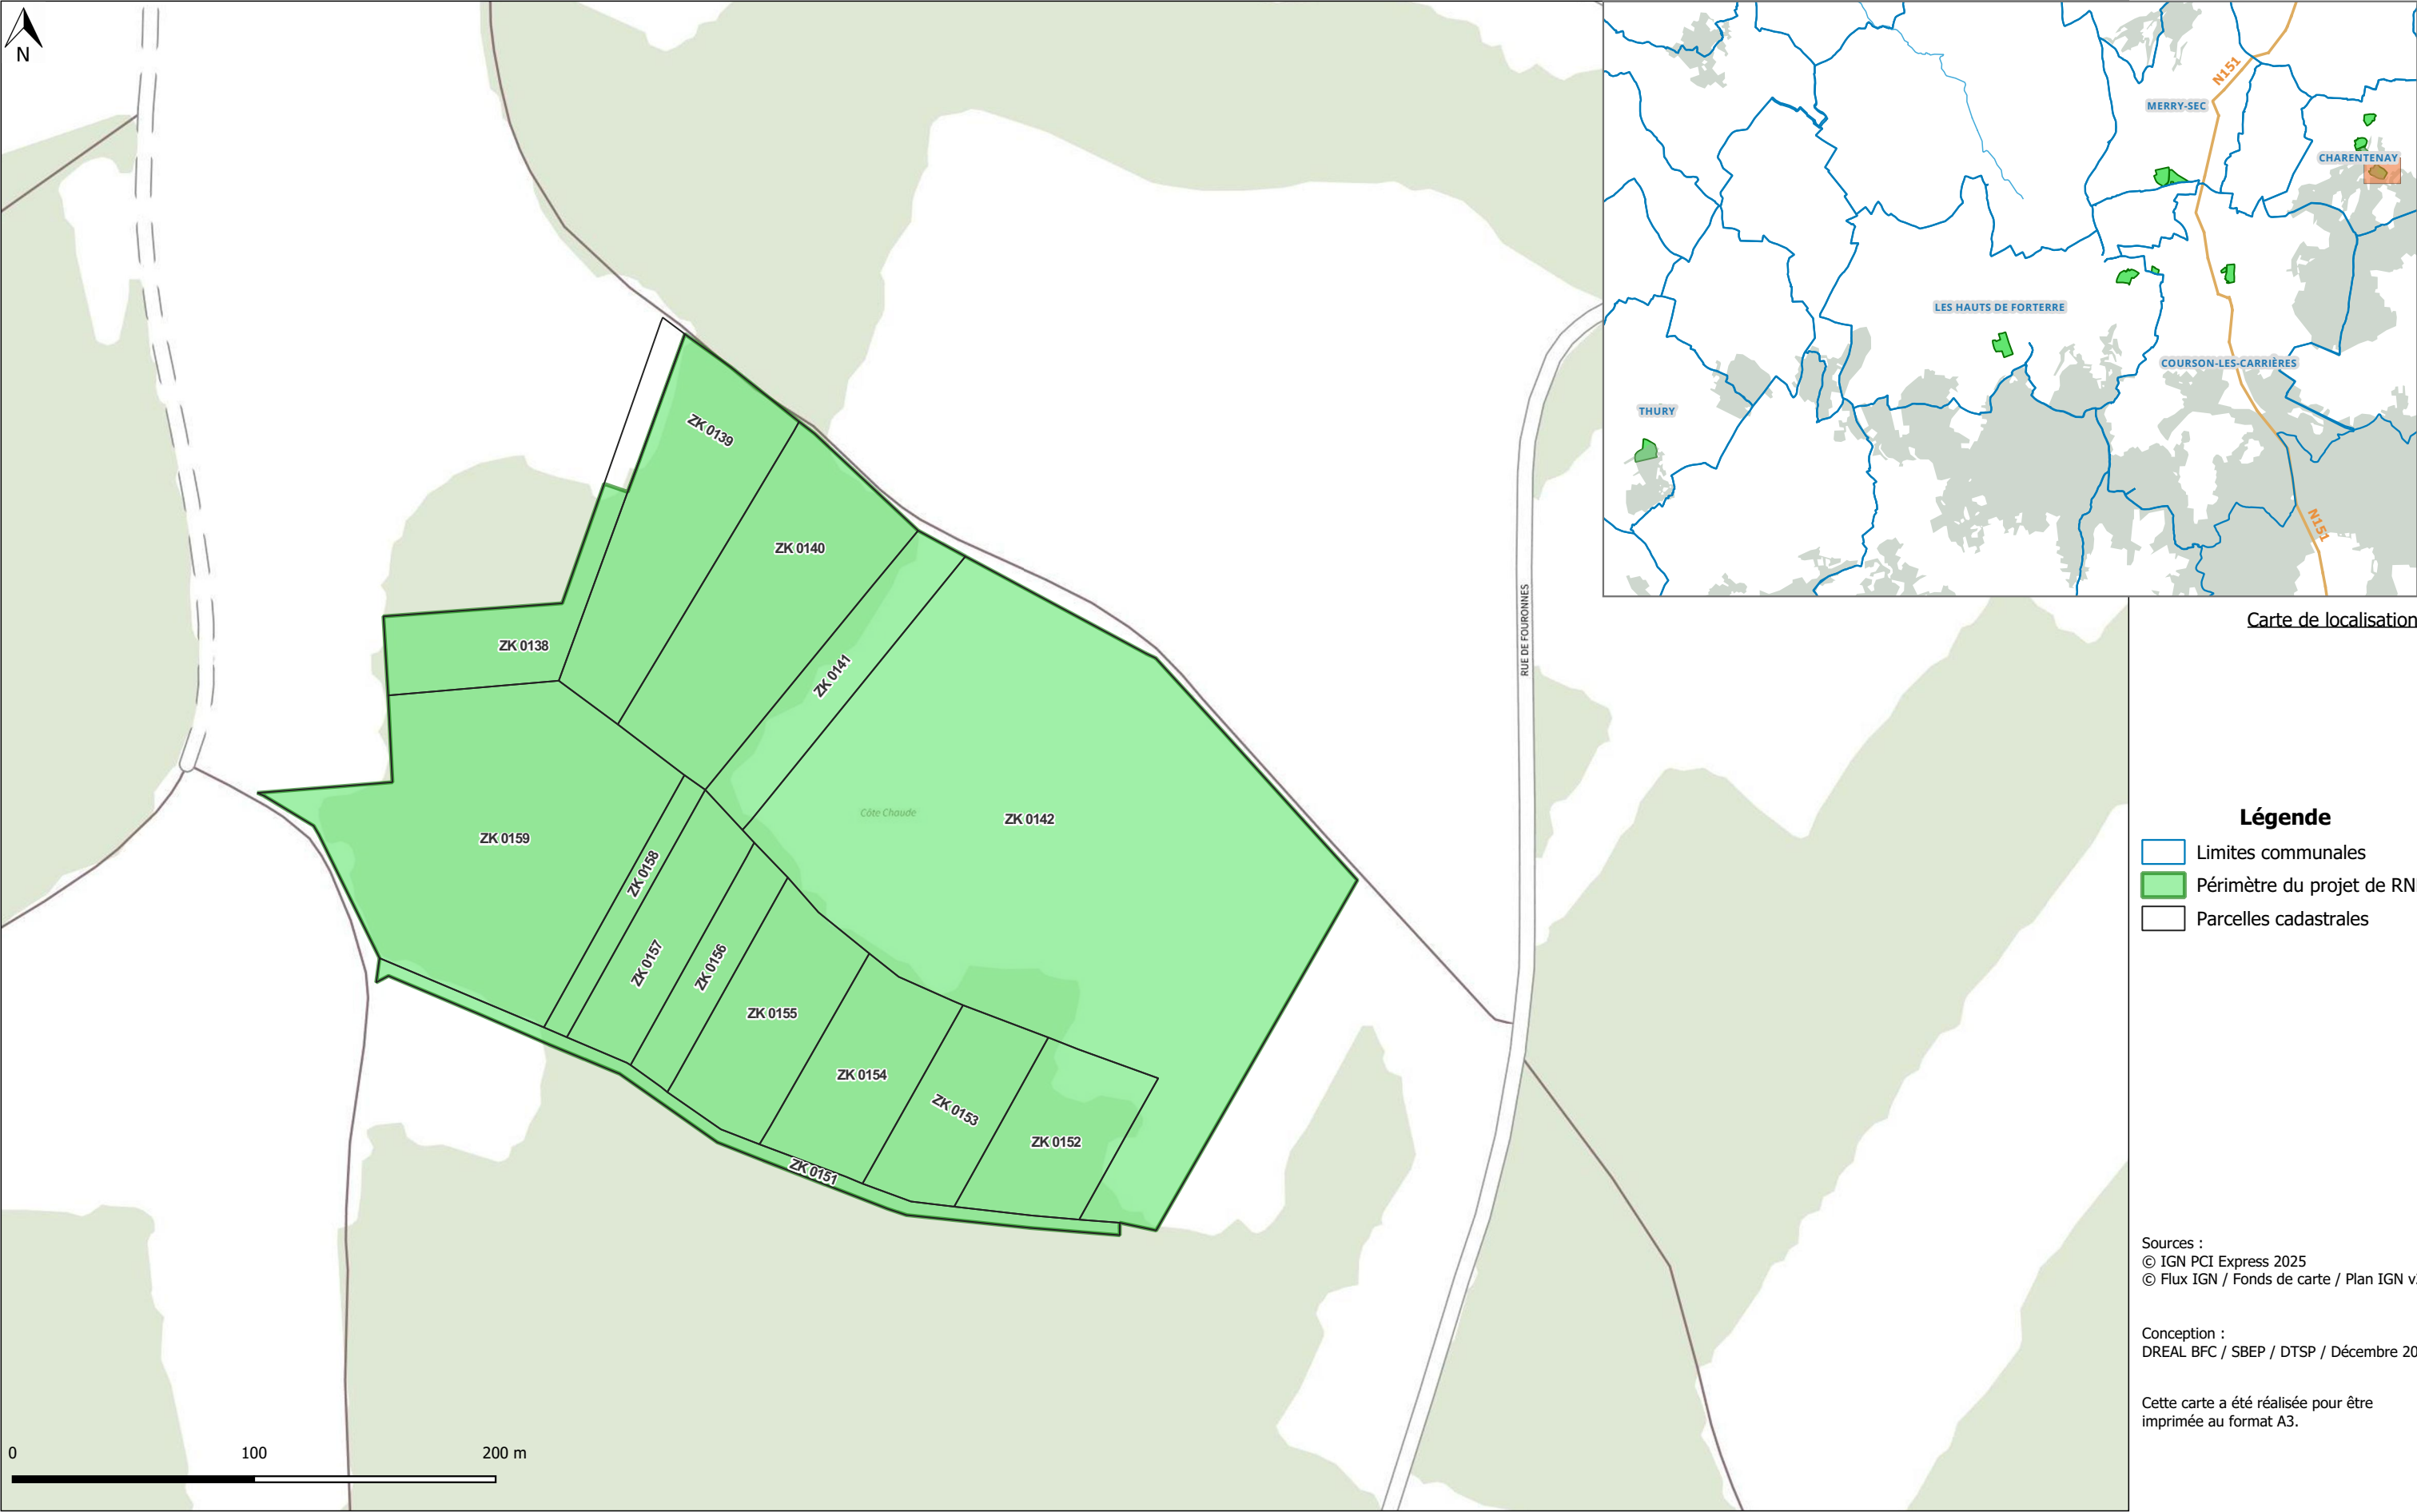 N
N151
MERRY-SEC
CHARENTENAY
LES HAUTS DE FORTERRE
COURSON-LES-CARRIÈRES
THURY
N151
Carte de localisation
ZK 0139
ZK 0140
ZK 0138
ZK 0141
RUE DE FOURONNES
Côte Chaude
ZK 0142
ZK 0159
ZK 0158
ZK 0157
ZK 0156
ZK 0155
ZK 0154
ZK 0153
ZK 0152
ZK 0151
Légende
Limites communales
Périmètre du projet de RN
Parcelles cadastrales
Sources :
© IGN PCI Express 2025
© Flux IGN / Fonds de carte / Plan IGN v
Conception :
DREAL BFC / SBEP / DTSP / Décembre 20
Cette carte a été réalisée pour être
imprimée au format A3.
0 100 200 m